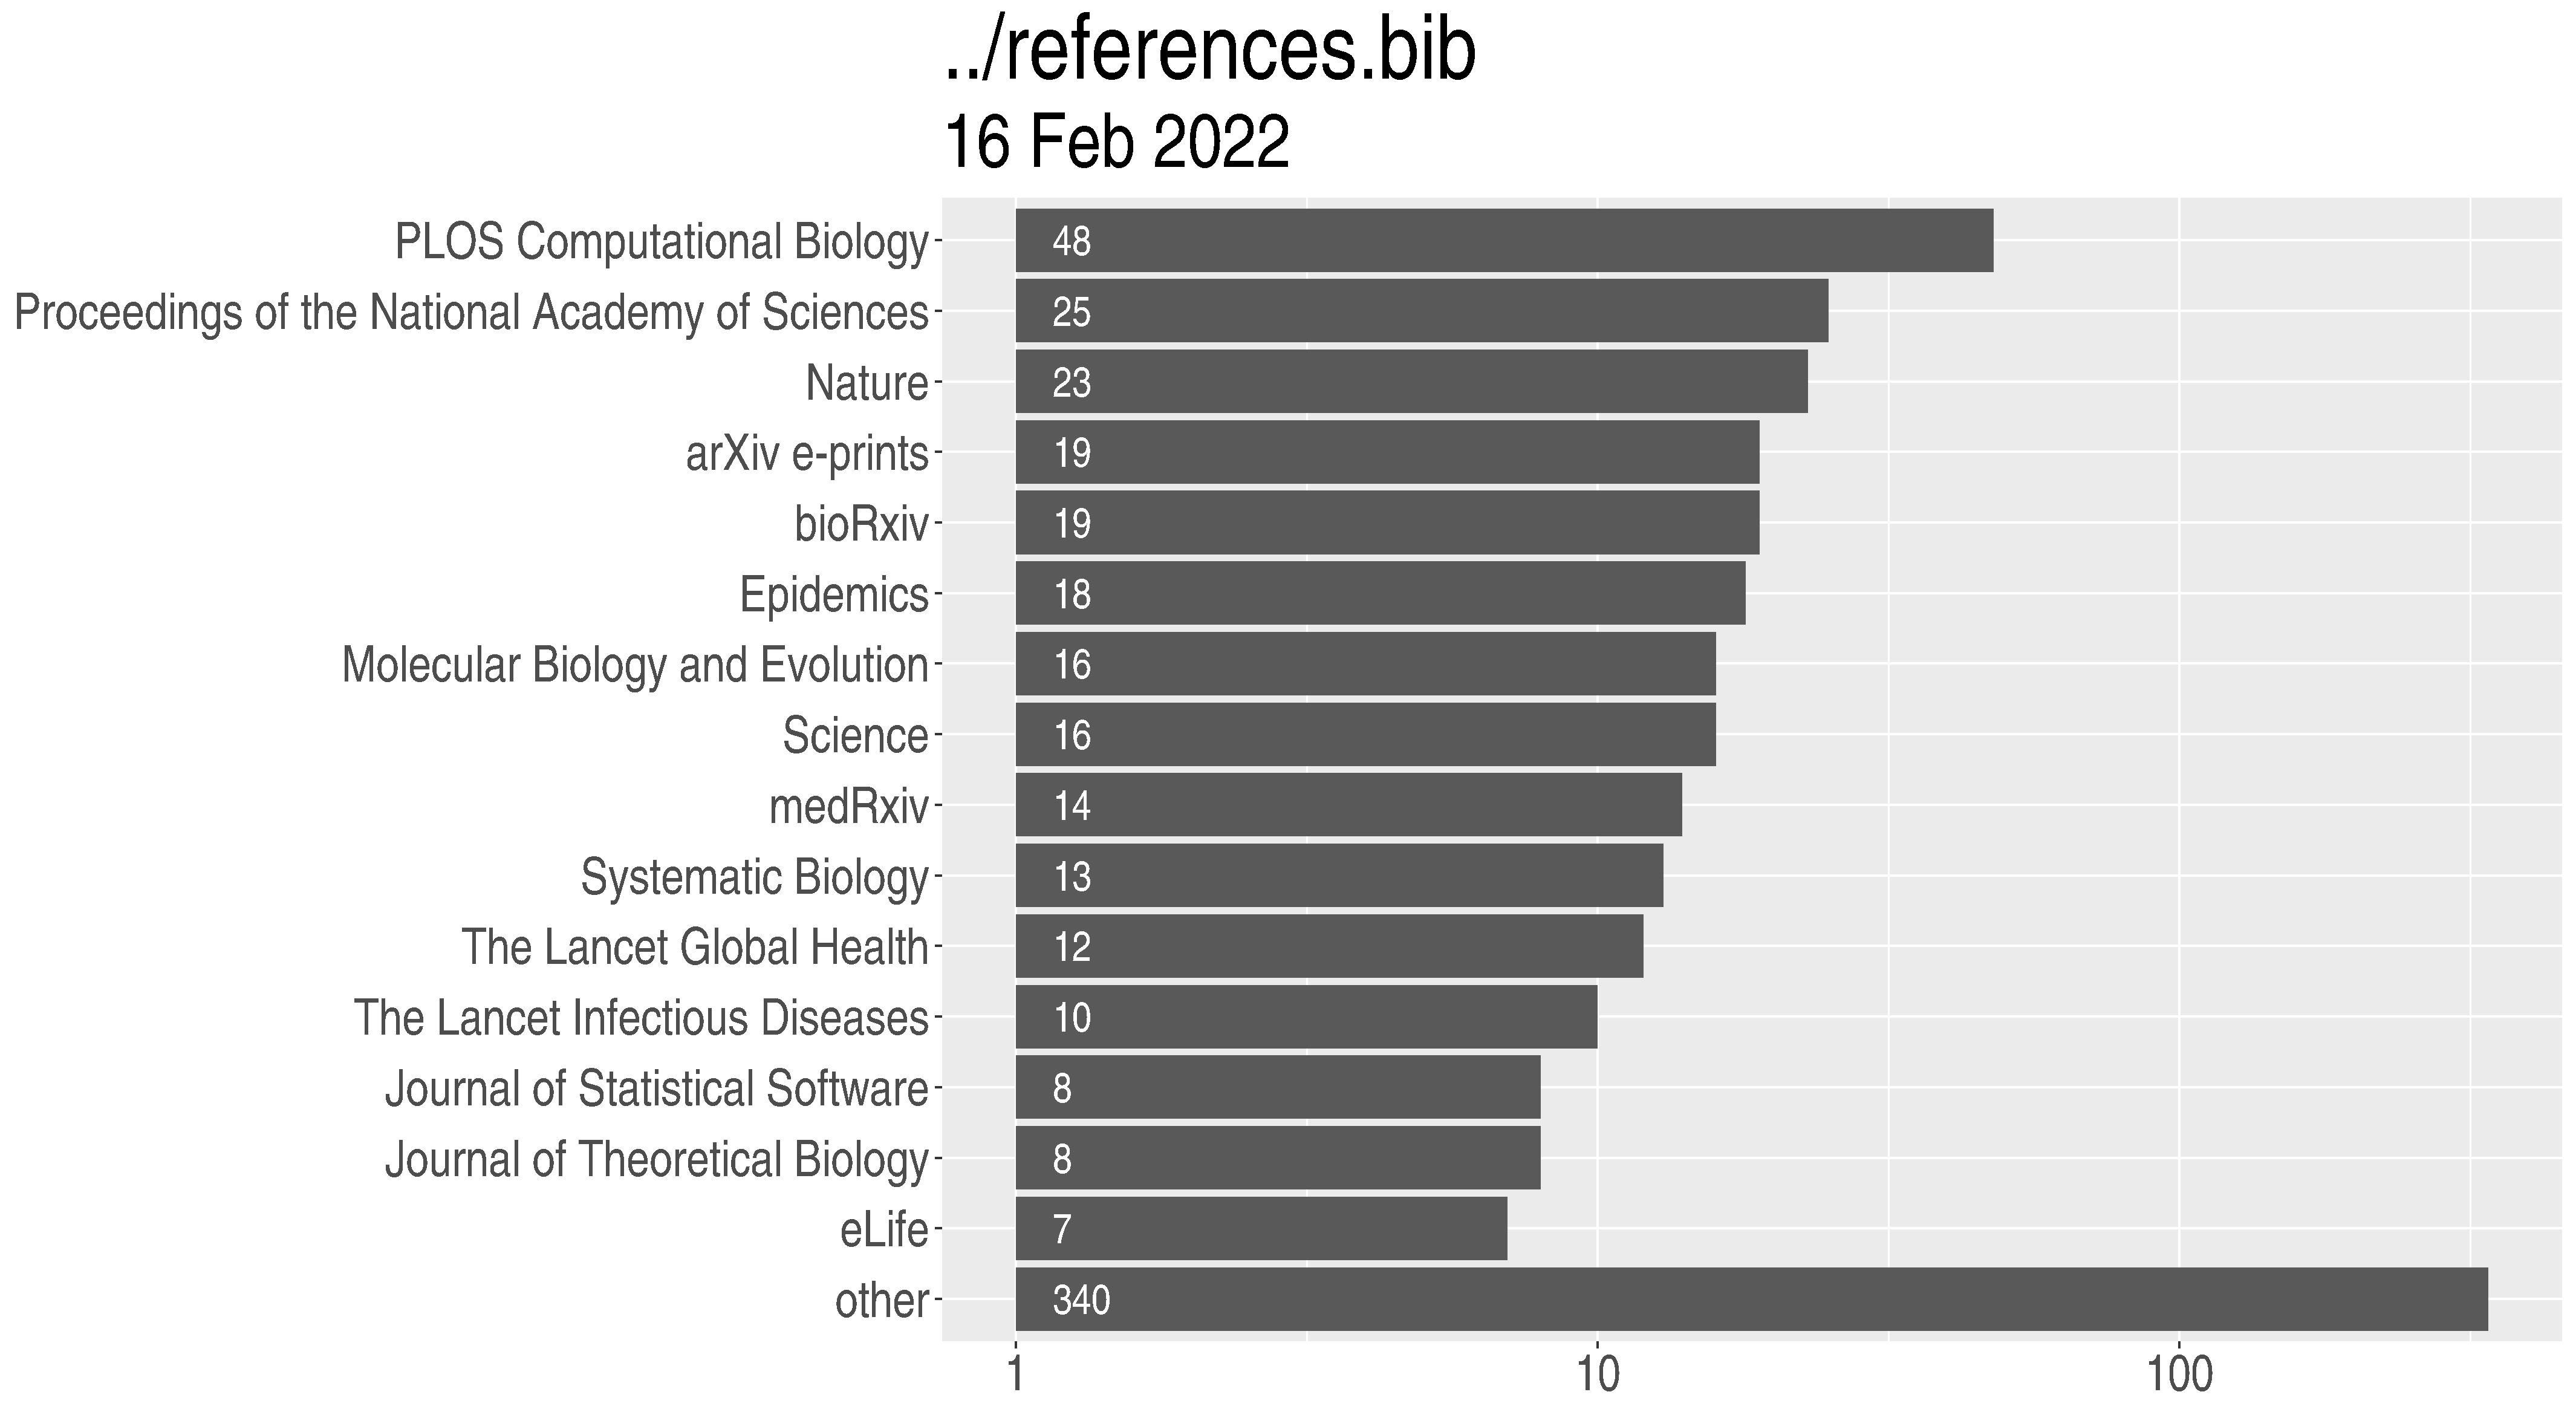 ../references.bib
16 Feb 2022
PLOS Computational Biology 48
Proceedings of the National Academy of Sciences 25
Nature 23
arXiv e-prints 19
bioRxiv 19
Epidemics 18
Molecular Biology and Evolution 16
Science 16
medRxiv 14
Systematic Biology 13
The Lancet Global Health 12
The Lancet Infectious Diseases 10
Journal of Statistical Software 8
Journal of Theoretical Biology 8
eLife 7
other 340
1 10 100